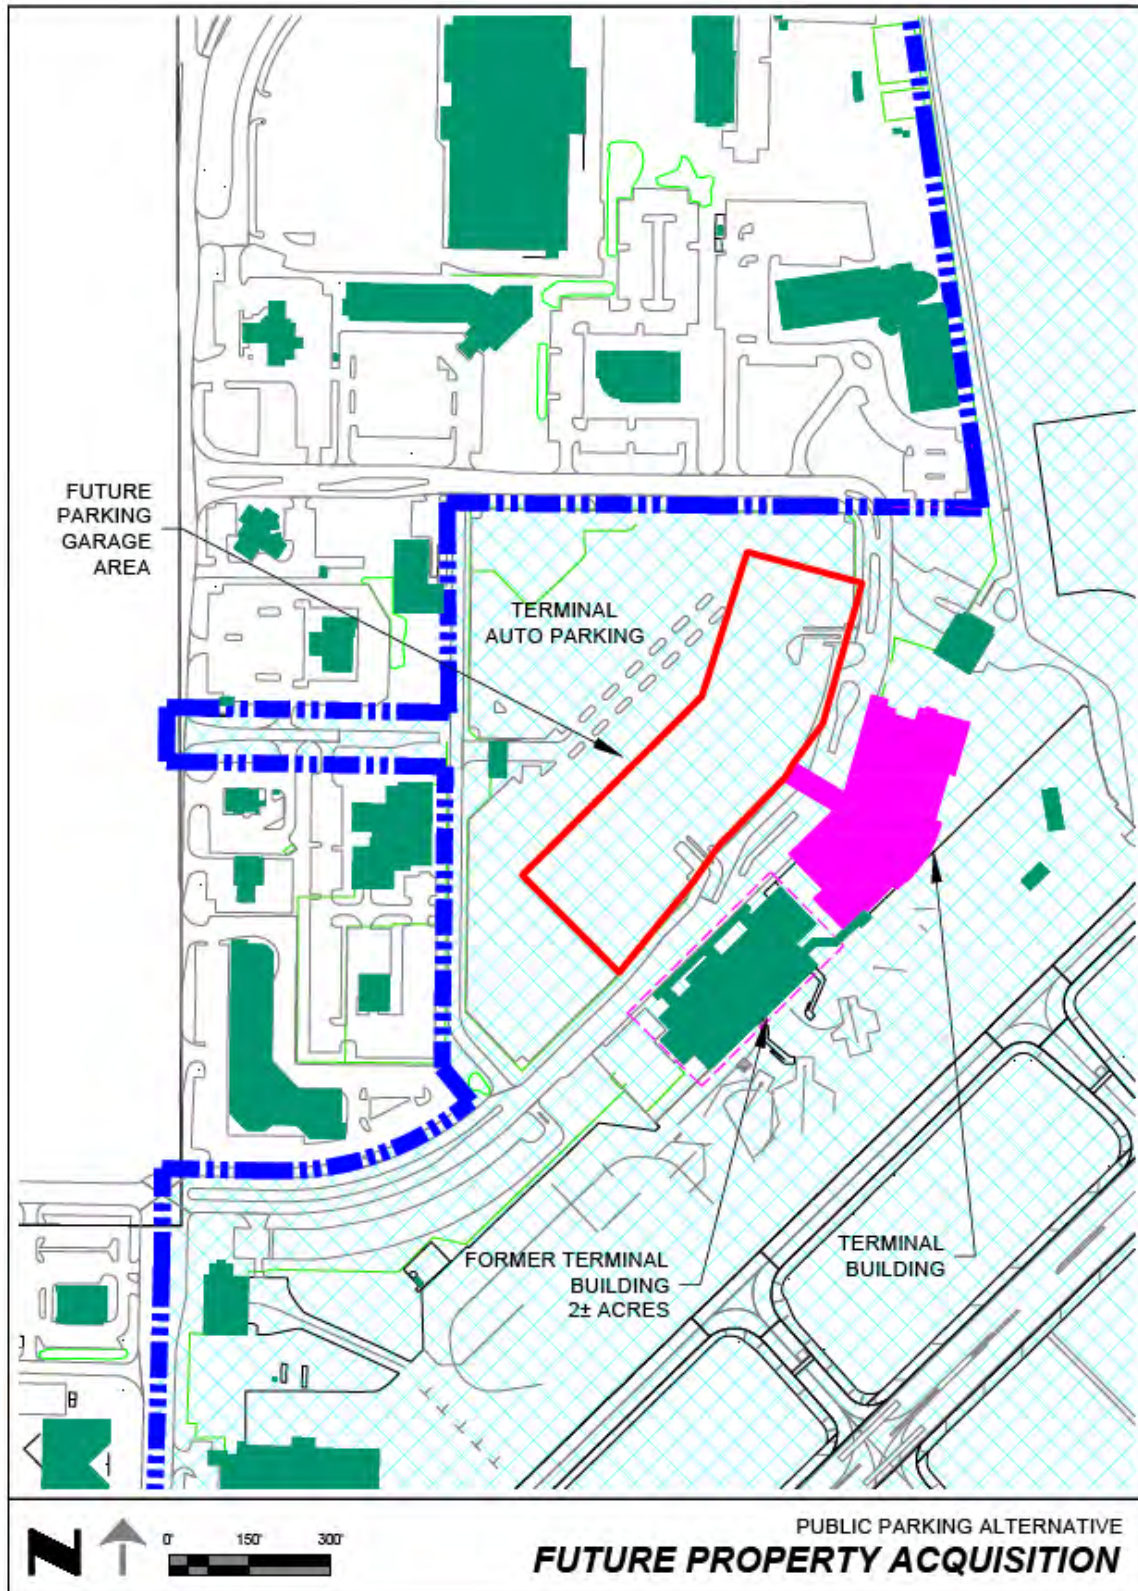 FUTURE
PARKING
GARAGE
AREA
TERMINAL
AUTO PARKING
FORMER TERMINAL
BUILDING
2± ACRES
TERMINAL
BUILDING
N
0'
150'
300'
PUBLIC PARKING ALTERNATIVE
FUTURE PROPERTY ACQUISITION